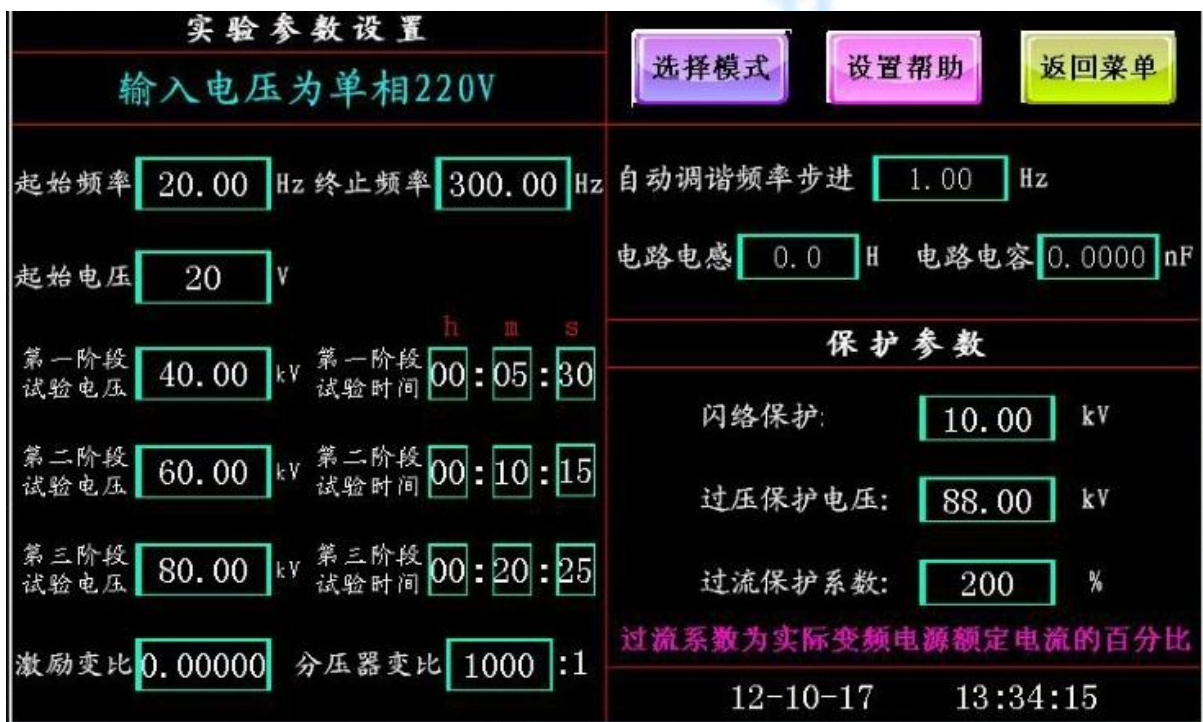 实验参数设置
输入电压为单相220V
选择模式 设置帮助 返回菜单
起始频率 20.00 Hz 终止频率 300.00 Hz
自动调谐频率步进 1.00 Hz
起始电压 20 V
电路电感 0.0 H 电路电容 0.0000 nF
h m s
第一阶段
试验电压 40.00 kV 第一阶段
试验时间 00:05:30
第二阶段
试验电压 60.00 kV 第二阶段
试验时间 00:10:15
第三阶段
试验电压 80.00 kV 第三阶段
试验时间 00:20:25
激励变比 0.00000 分压器变比 1000 :1
保护参数
闪络保护: 10.00 kV
过压保护电压: 88.00 kV
过流保护系数: 200 %
过流系数为实际变频电源额定电流的百分比
12-10-17 13:34:15